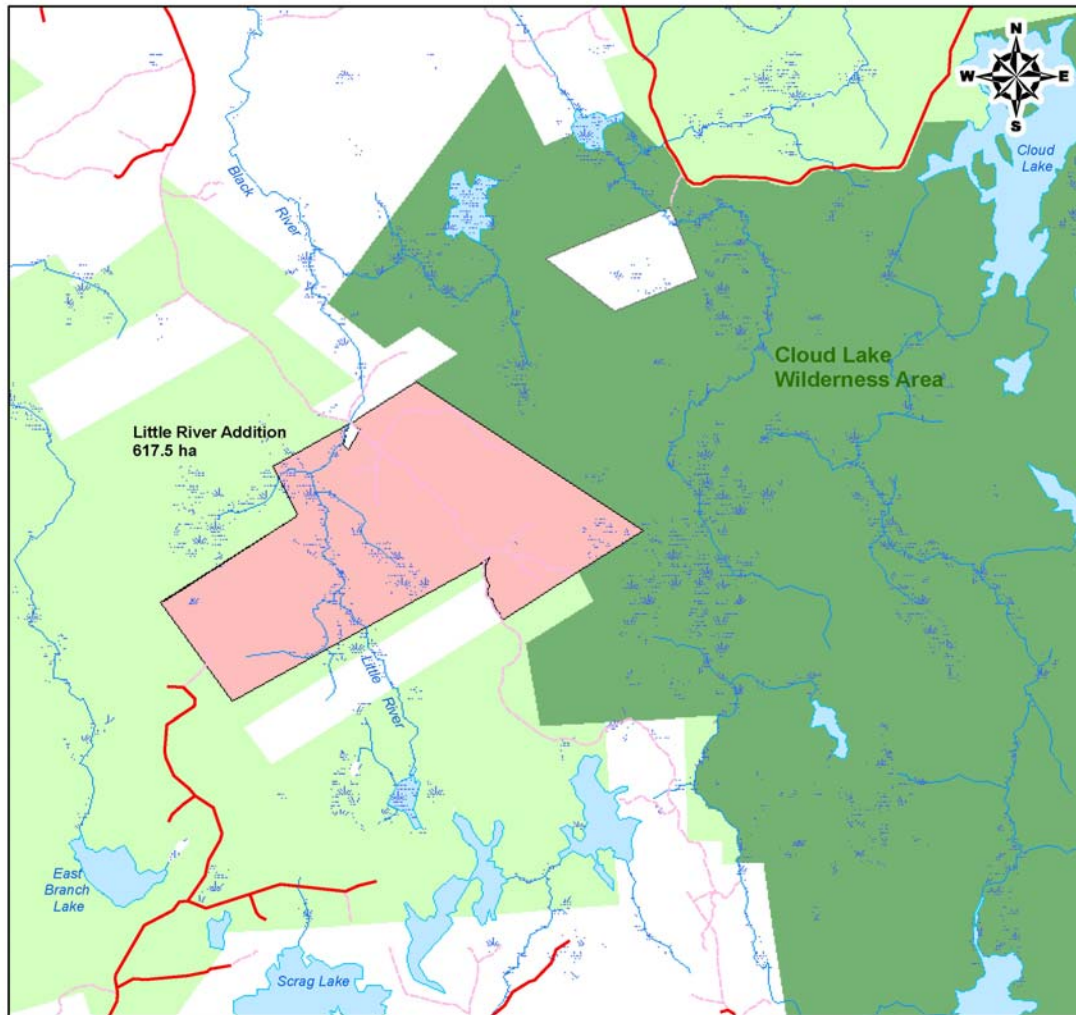 N
W E
S
Cloud
Lake
Black
River
Cloud Lake
Wilderness Area
Little River Addition
617.5 ha
Little
River
East
Branch
Lake
Scrag Lake